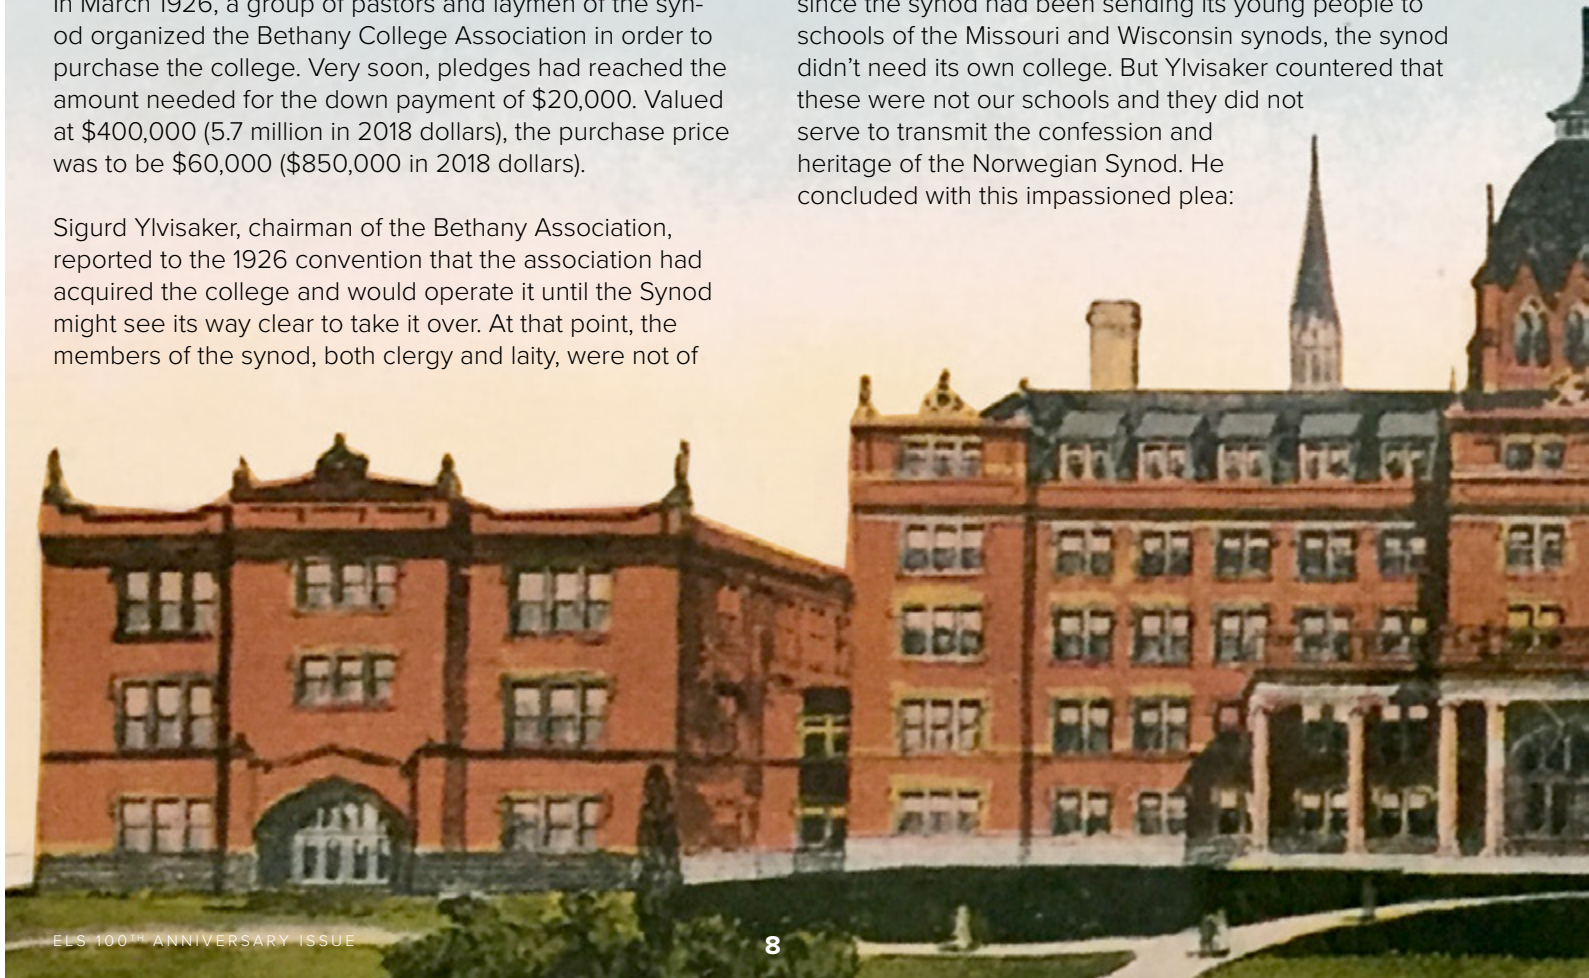 In March 1926, a group of pastors and laymen of the syn-
od organized the Bethany College Association in order to
purchase the college. Very soon, pledges had reached the
amount needed for the down payment of $20,000. Valued
at $400,000 (5.7 million in 2018 dollars), the purchase price
was to be $60,000 ($850,000 in 2018 dollars).
Sigurd Ylvisaker, chairman of the Bethany Association,
reported to the 1926 convention that the association had
acquired the college and would operate it until the Synod
might see its way clear to take it over. At that point, the
members of the synod, both clergy and laity, were not of
since the synod had been sending its young people to
schools of the Missouri and Wisconsin synods, the synod
didn’t need its own college. But Ylvisaker countered that
these were not our schools and they did not
serve to transmit the confession and
heritage of the Norwegian Synod. He
concluded with this impassioned plea:
ELS 100TH ANNIVERSARY ISSUE
8